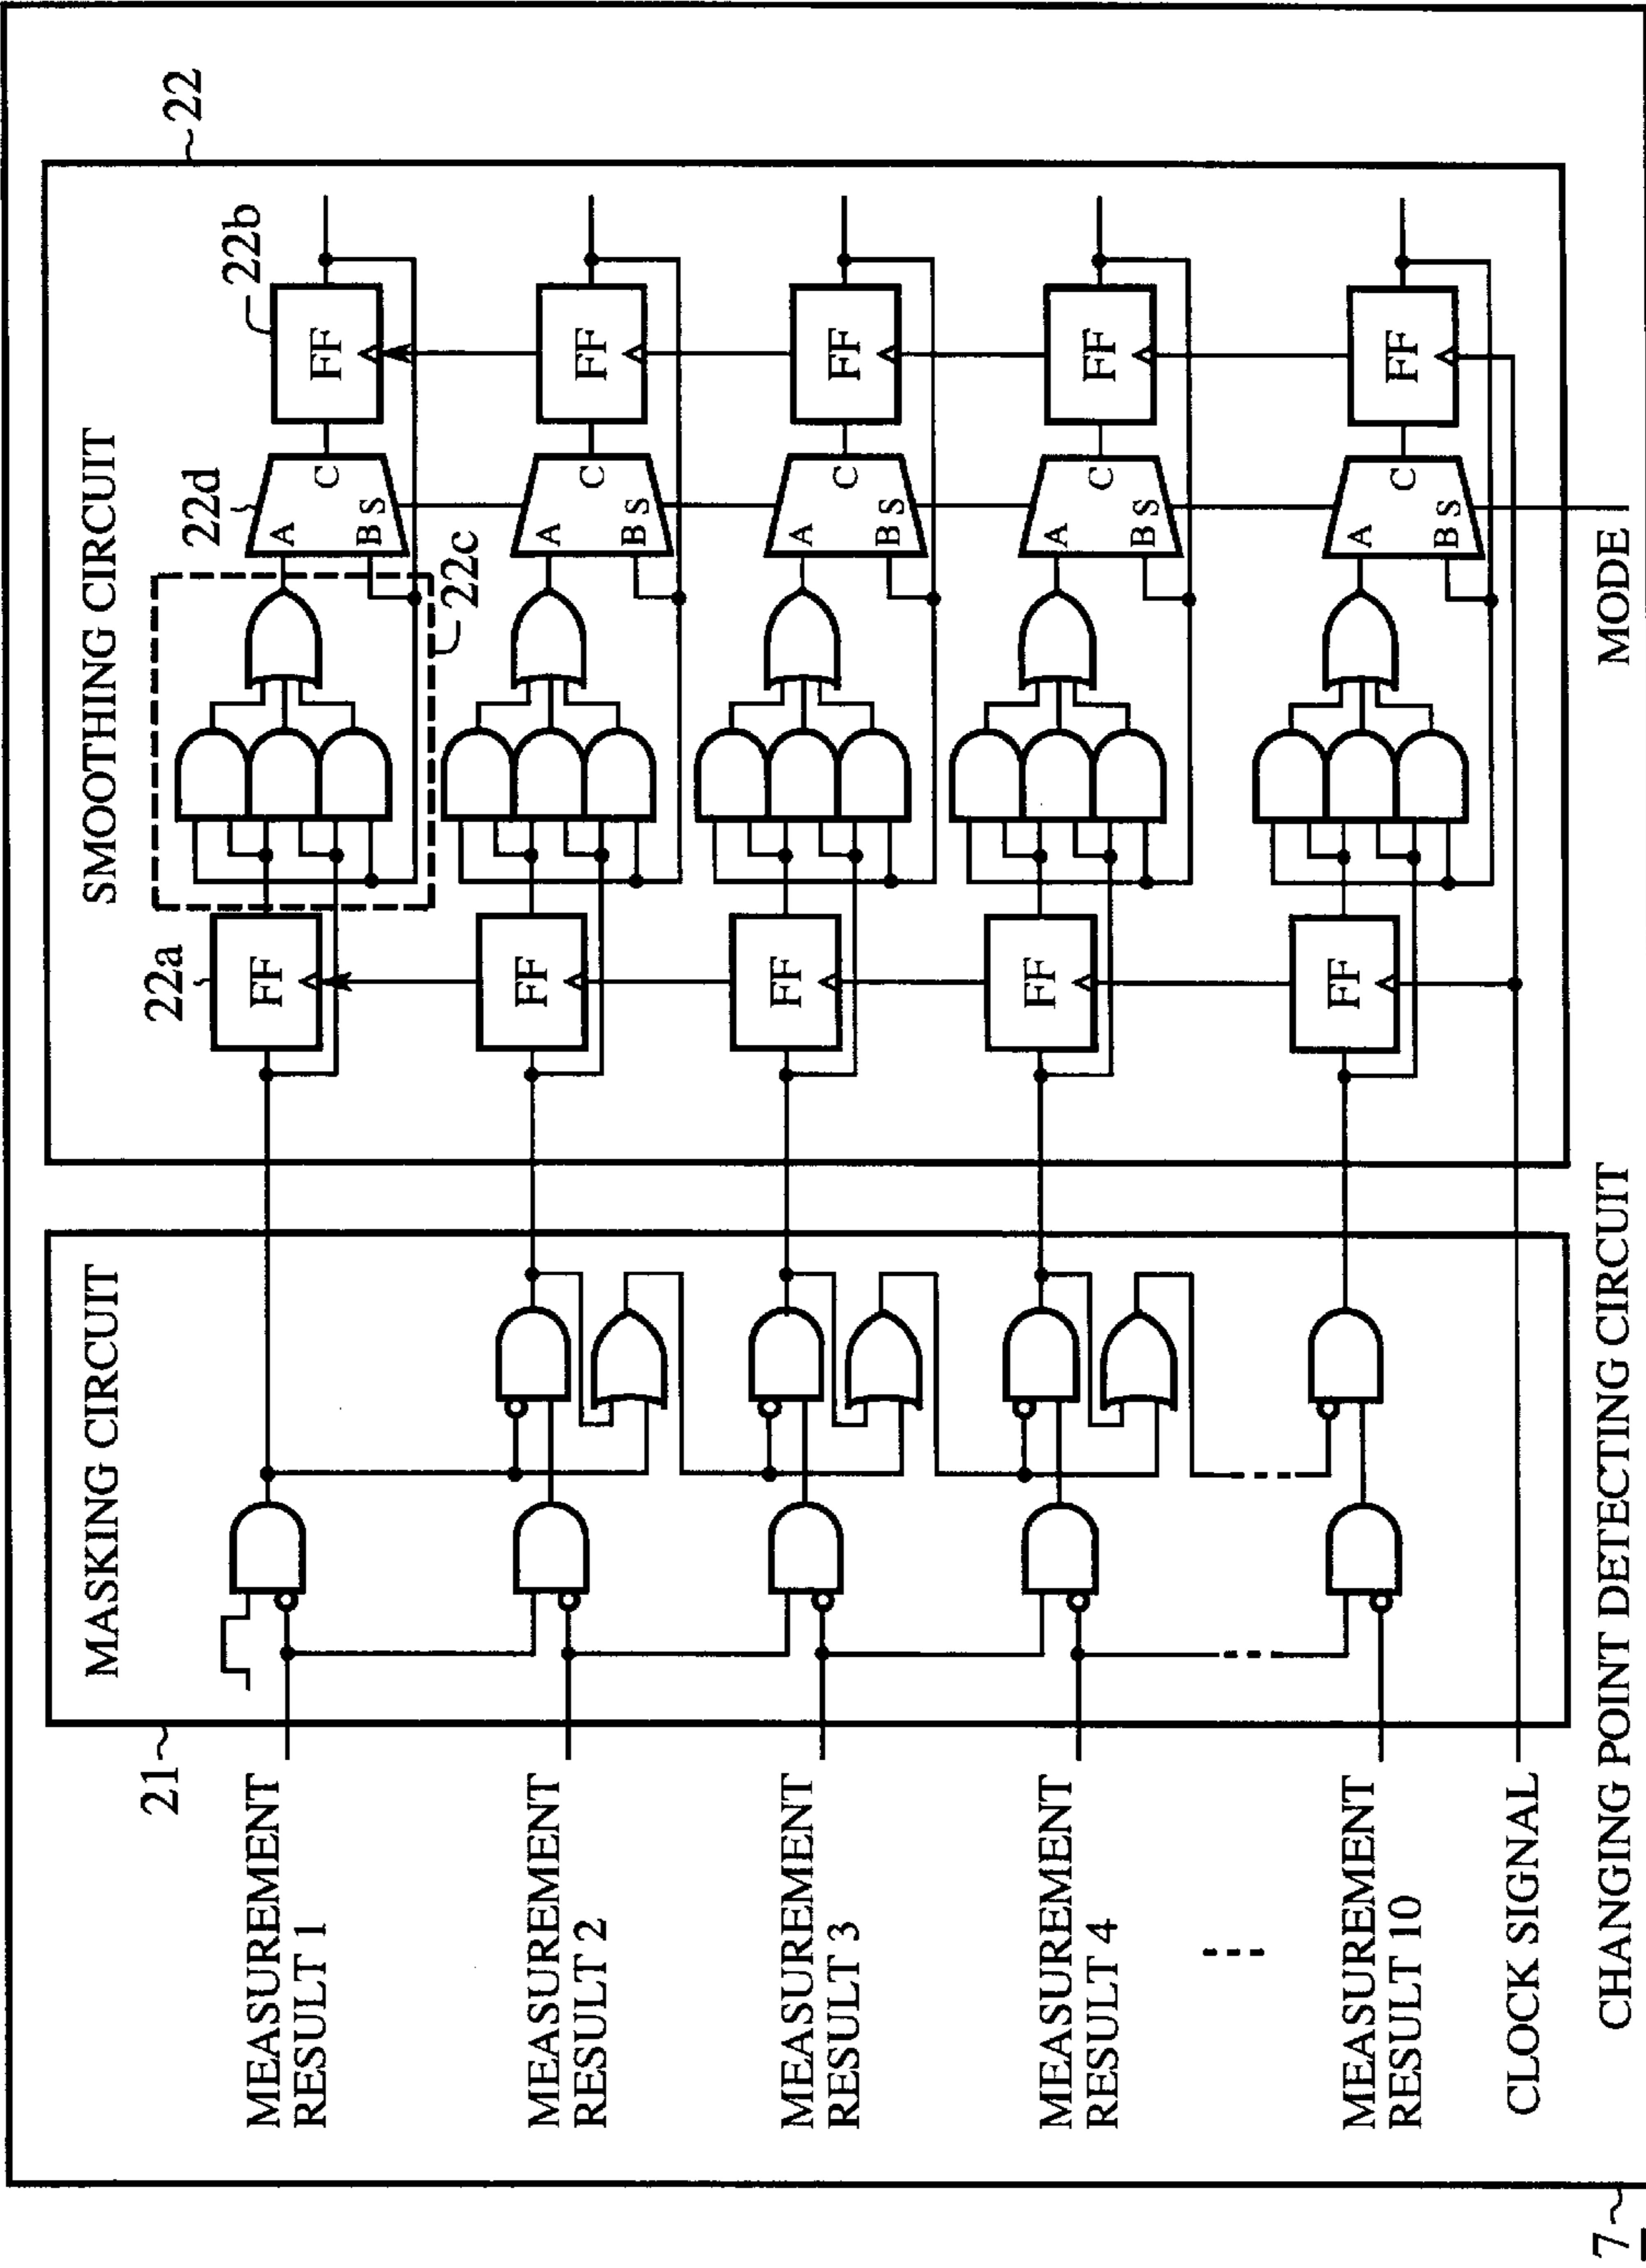 7
CHANGING POINT DETECTING CIRCUIT
21
MASKING CIRCUIT
MEASUREMENT
RESULT 1
MEASUREMENT
RESULT 2
MEASUREMENT
RESULT 3
MEASUREMENT
RESULT 4
MEASUREMENT
RESULT 10
CLOCK SIGNAL
22
SMOOTHING CIRCUIT
22a
22c
22d
22b
FF
A
B
S
C
FF
FF
A
B
S
C
FF
FF
A
B
S
C
FF
FF
A
B
S
C
FF
FF
A
B
S
C
FF
MODE